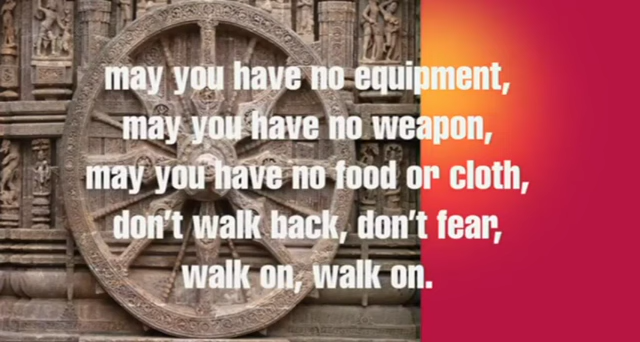 may you have no equipment,
may you have no weapon,
may you have no food or cloth,
don't walk back, don't fear,
walk on, walk on.